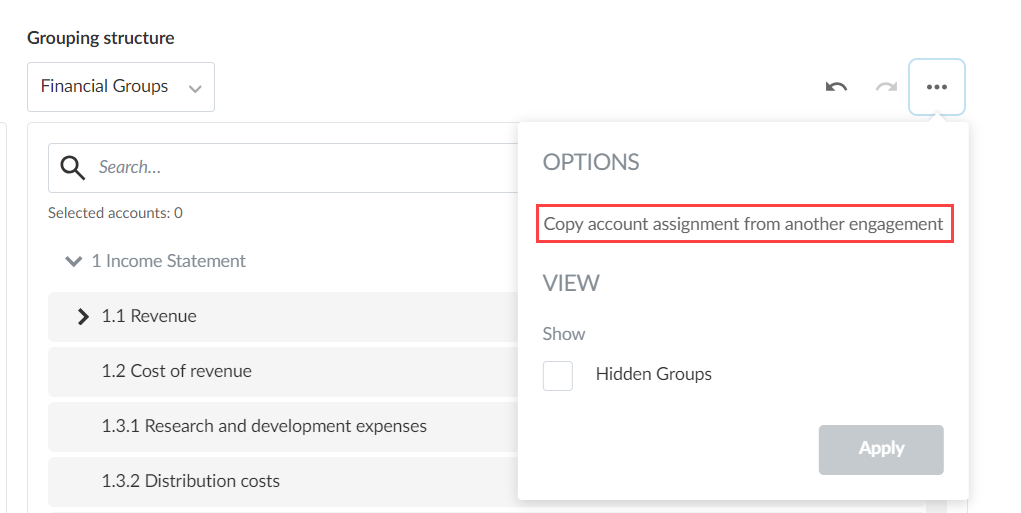 Grouping structure
Financial Groups
Search...
Selected accounts: 0
1 Income Statement
1.1 Revenue
1.2 Cost of revenue
1.3.1 Research and development expenses
1.3.2 Distribution costs
OPTIONS
Copy account assignment from another engagement
VIEW
Show
Hidden Groups
Apply